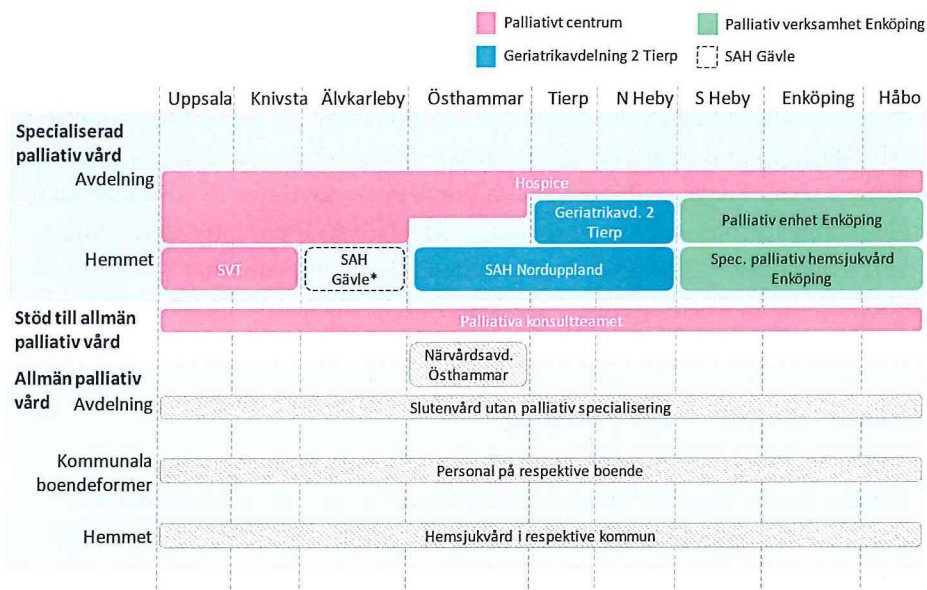 Palliativt centrum
Palliativ verksamhet Enköping
Geriatrikavdelning 2 Tierp
SAH Gävle
Uppsala
Knivsta
Älvkarleby
Östhammar
Tierp
N Heby
S Heby
Enköping
Håbo
Specialiserad
palliativ vård
Avdelning
Hospice
Geriatrikavd. 2
Tierp
Palliativ enhet Enköping
Hemmet
SVT
SAH
Gävle*
SAH Norduppland
Spec. palliativ hemsjukvård
Enköping
Stöd till allmän
palliativ vård
Palliativa konsultteamet
Närvårdsavd.
Östhammar
Allmän palliativ
vård
Avdelning
Slutenvård utan palliativ specialisering
Kommunala
boendeformer
Personal på respektive boende
Hemmet
Hemsjukvård i respektive kommun